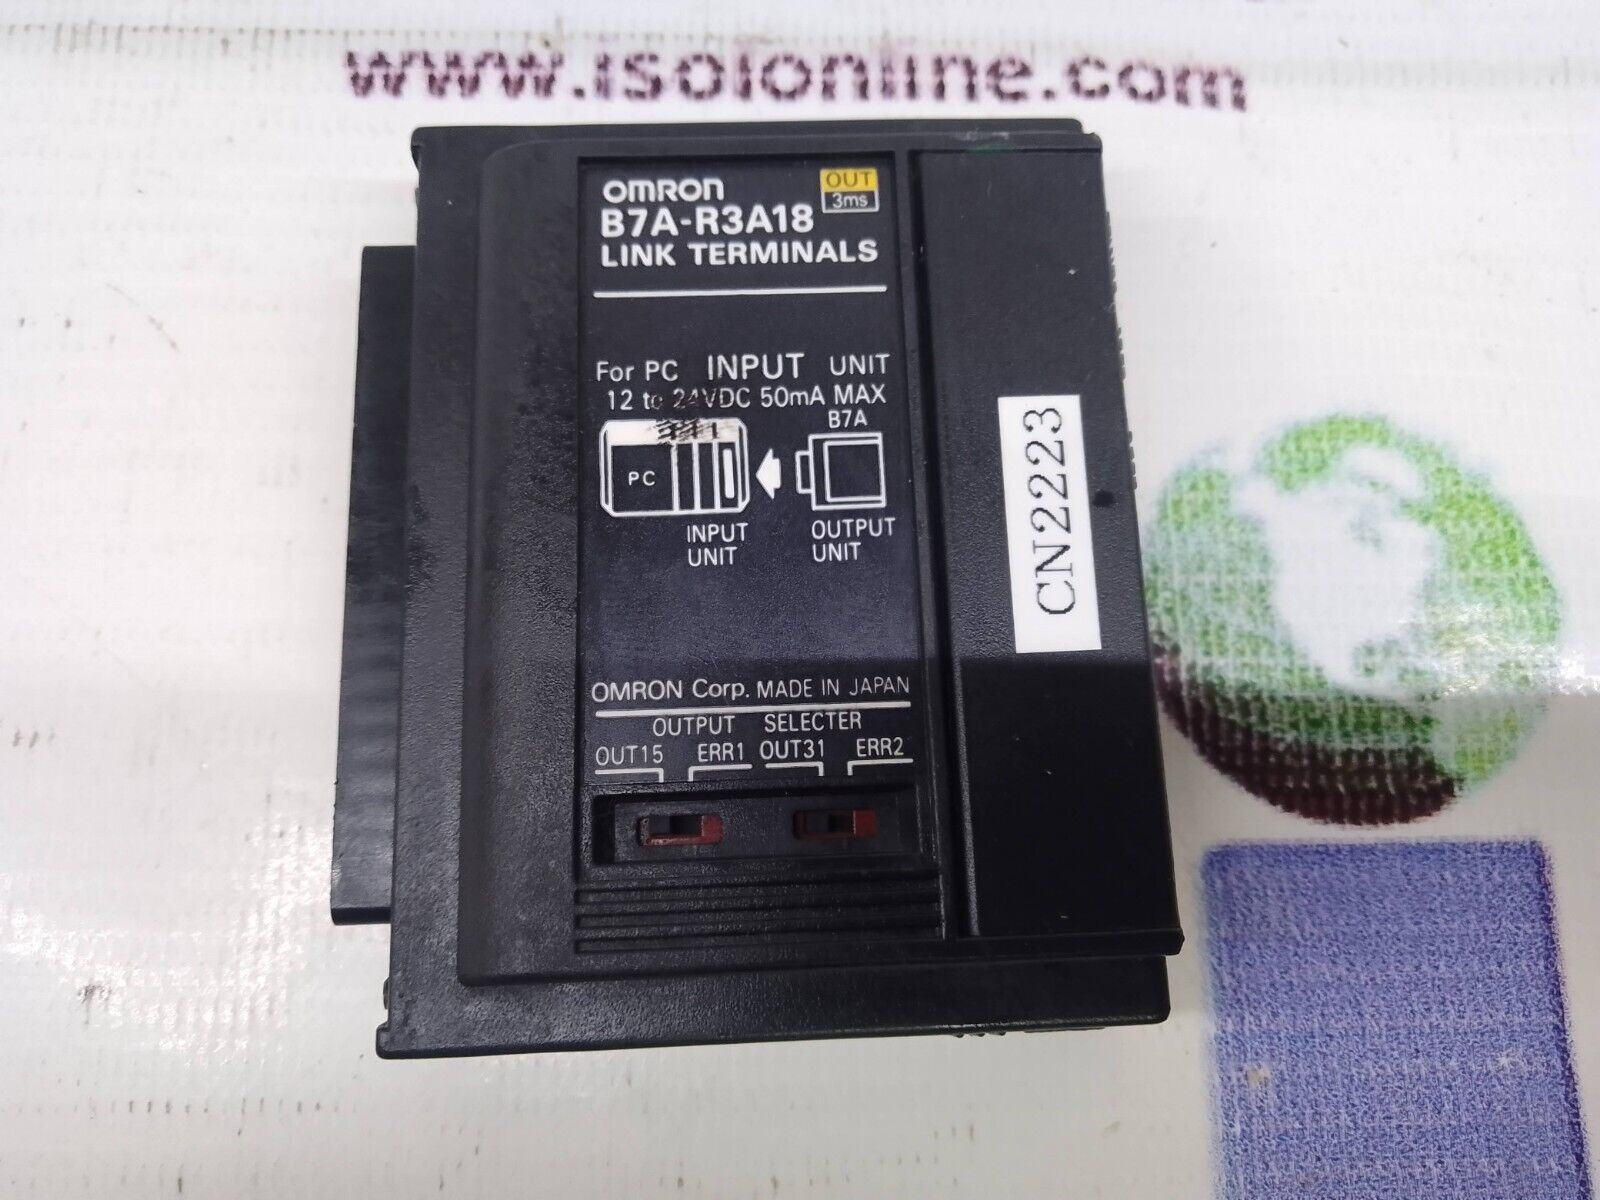 www.isolonline.com
OMRON
OUT
3ms
B7A-R3A18
LINK TERMINALS
For PC INPUT UNIT
12 to 24VDC 50mA MAX
B7A
PC
INPUT
UNIT
OUTPUT
UNIT
CN2223
OMRON Corp. MADE IN JAPAN
OUTPUT SELECTER
OUT15 ERR1 OUT31 ERR2